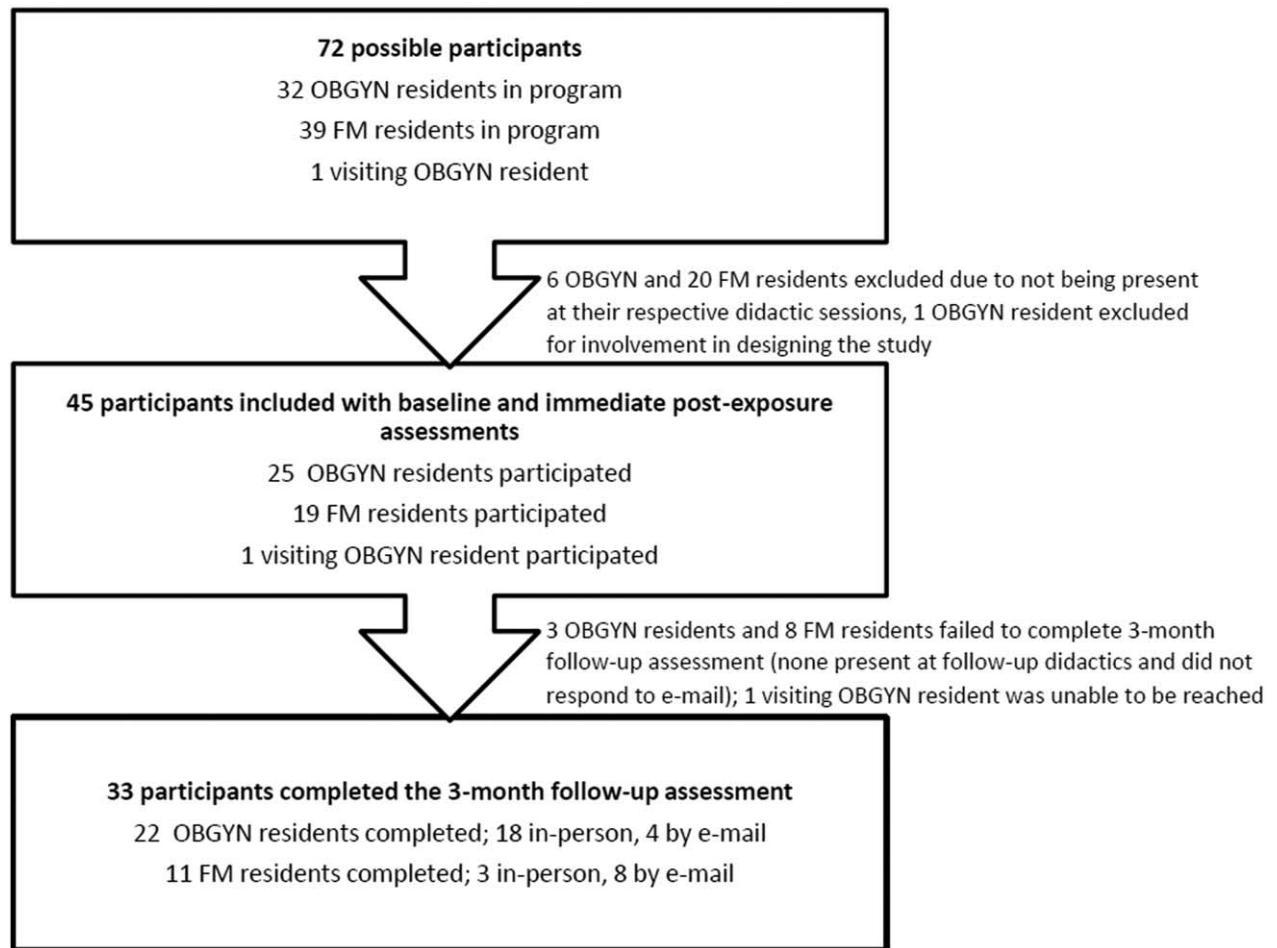 72 possible participants
32 OBGYN residents in program
39 FM residents in program
1 visiting OBGYN resident
6 OBGYN and 20 FM residents excluded due to not being present
at their respective didactic sessions, 1 OBGYN resident excluded
for involvement in designing the study
45 participants included with baseline and immediate post-exposure
assessments
25 OBGYN residents participated
19 FM residents participated
1 visiting OBGYN resident participated
3 OBGYN residents and 8 FM residents failed to complete 3-month
follow-up assessment (none present at follow-up didactics and did not
respond to e-mail); 1 visiting OBGYN resident was unable to be reached
33 participants completed the 3-month follow-up assessment
22 OBGYN residents completed; 18 in-person, 4 by e-mail
11 FM residents completed; 3 in-person, 8 by e-mail